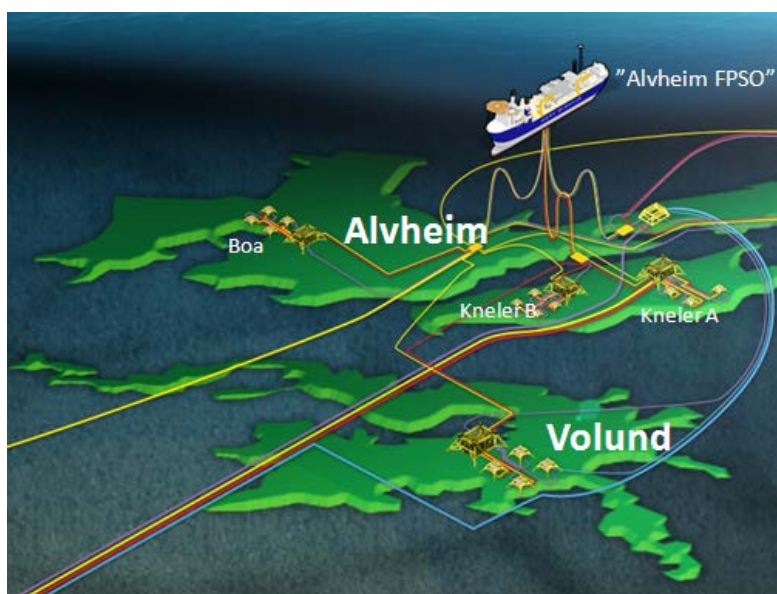 "Alvheim FPSO"
Alvheim
Boa
Kneler B
Kneler A
Volund